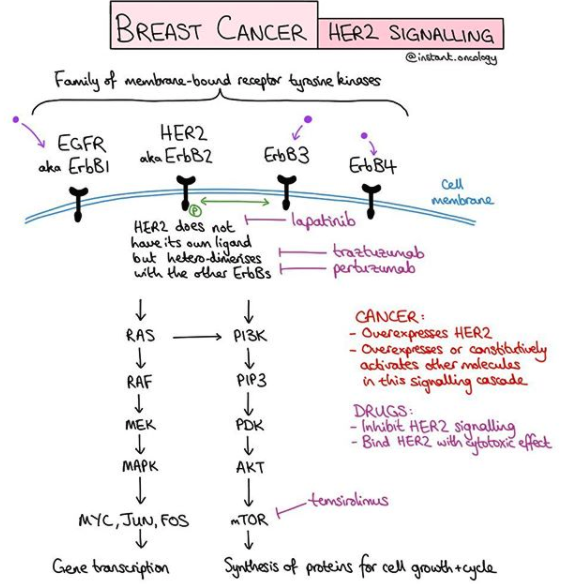 BREAST CANCER
HER2 SIGNALLING
@instant.oncology
Family of membrane-bound receptor tyrsine kinases
EGFR
aka ErbB1
HER2
aka ErbB2
ErbB3
ErbB4
Cell
membrane
P
HER2 does not
have its own ligand
but hetero-dimerises
with the other ErbBs
lapatinib
traztuzumab
pertuzumab
RAS
PI3K
RAF
PIP3
MEK
PDK
MAPK
AKT
MYC, JUN, FOS
mTOR
temsirolimus
Gene transcription
Synthesis of proteins for cell growth + cycle
CANCER:
- Overexpresses HER2
- Overexpresses or constitutively
activates other molecules
in this signalling cascade
DRUGS:
- Inhibit HER2 signalling
- Bind HER2 with cytotoxic effect